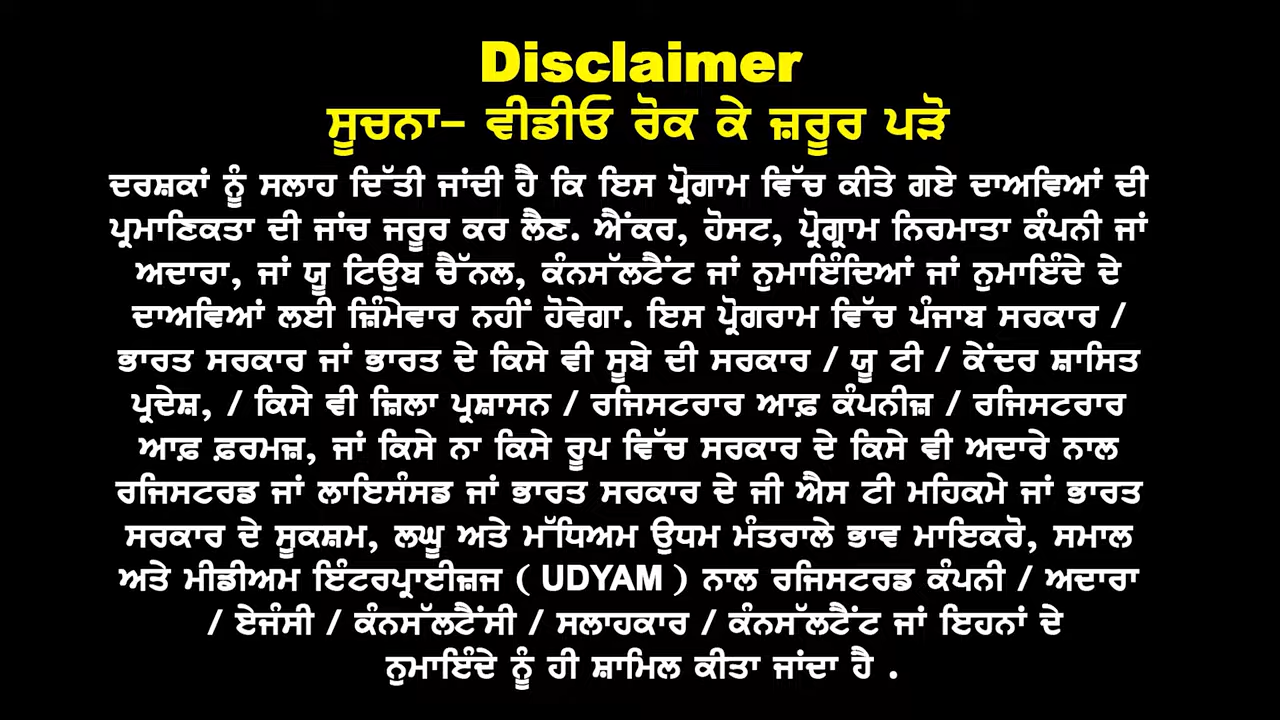 Disclaimer
ਸੂਚਨਾ- ਵੀਡੀਓ ਰੋਕ ਕੇ ਜ਼ਰੂਰ ਪੜੋ
ਦਰਸ਼ਕਾਂ ਨੂੰ ਸਲਾਹ ਦਿੱਤੀ ਜਾਂਦੀ ਹੈ ਕਿ ਇਸ ਪ੍ਰੋਗਾਮ ਵਿੱਚ ਕੀਤੇ ਗਏ ਦਾਅਵਿਆਂ ਦੀ
ਪ੍ਰਮਾਣਿਕਤਾ ਦੀ ਜਾਂਚ ਜਰੂਰ ਕਰ ਲੈਣ. ਐਂਕਰ, ਹੋਸਟ, ਪ੍ਰੋਗ੍ਰਾਮ ਨਿਰਮਾਤਾ ਕੰਪਨੀ ਜਾਂ
ਅਦਾਰਾ, ਜਾਂ ਯੂ ਟਿਉਬ ਚੈੱਨਲ, ਕੰਨਸੱਲਟੈਂਟ ਜਾਂ ਨੁਮਾਇੰਦਿਆਂ ਜਾਂ ਨੁਮਾਇੰਦੇ ਦੇ
ਦਾਅਵਿਆਂ ਲਈ ਜ਼ਿੰਮੇਵਾਰ ਨਹੀਂ ਹੋਵੇਗਾ. ਇਸ ਪ੍ਰੋਗਰਾਮ ਵਿੱਚ ਪੰਜਾਬ ਸਰਕਾਰ /
ਭਾਰਤ ਸਰਕਾਰ ਜਾਂ ਭਾਰਤ ਦੇ ਕਿਸੇ ਵੀ ਸੂਬੇ ਦੀ ਸਰਕਾਰ / ਯੂ ਟੀ / ਕੇਂਦਰ ਸ਼ਾਸਿਤ
ਪ੍ਰਦੇਸ਼, / ਕਿਸੇ ਵੀ ਜ਼ਿਲਾ ਪ੍ਰਸ਼ਾਸਨ / ਰਜਿਸਟਰਾਰ ਆਫ਼ ਕੰਪਨੀਜ਼ / ਰਜਿਸਟਰਾਰ
ਆਫ਼ ਫ਼ਰਮਜ਼, ਜਾਂ ਕਿਸੇ ਨਾ ਕਿਸੇ ਰੂਪ ਵਿੱਚ ਸਰਕਾਰ ਦੇ ਕਿਸੇ ਵੀ ਅਦਾਰੇ ਨਾਲ
ਰਜਿਸਟਰਡ ਜਾਂ ਲਾਇਸੰਸਡ ਜਾਂ ਭਾਰਤ ਸਰਕਾਰ ਦੇ ਜੀ ਐਸ ਟੀ ਮਹਿਕਮੇ ਜਾਂ ਭਾਰਤ
ਸਰਕਾਰ ਦੇ ਸੂਕਸ਼ਮ, ਲਘੂ ਅਤੇ ਮੱਧਿਅਮ ਉਧਮ ਮੰਤਰਾਲੇ ਭਾਵ ਮਾਇਕਰੋ, ਸਮਾਲ
ਅਤੇ ਮੀਡੀਅਮ ਇੰਟਰਪ੍ਰਾਈਜ਼ਜ ( UDYAM ) ਨਾਲ ਰਜਿਸਟਰਡ ਕੰਪਨੀ / ਅਦਾਰਾ
/ ਏਜੰਸੀ / ਕੰਨਸੱਲਟੈਂਸੀ / ਸਲਾਹਕਾਰ / ਕੰਨਸੱਲਟੈਂਟ ਜਾਂ ਇਹਨਾਂ ਦੇ
ਨੁਮਾਇੰਦੇ ਨੂੰ ਹੀ ਸ਼ਾਮਿਲ ਕੀਤਾ ਜਾਂਦਾ ਹੈ .